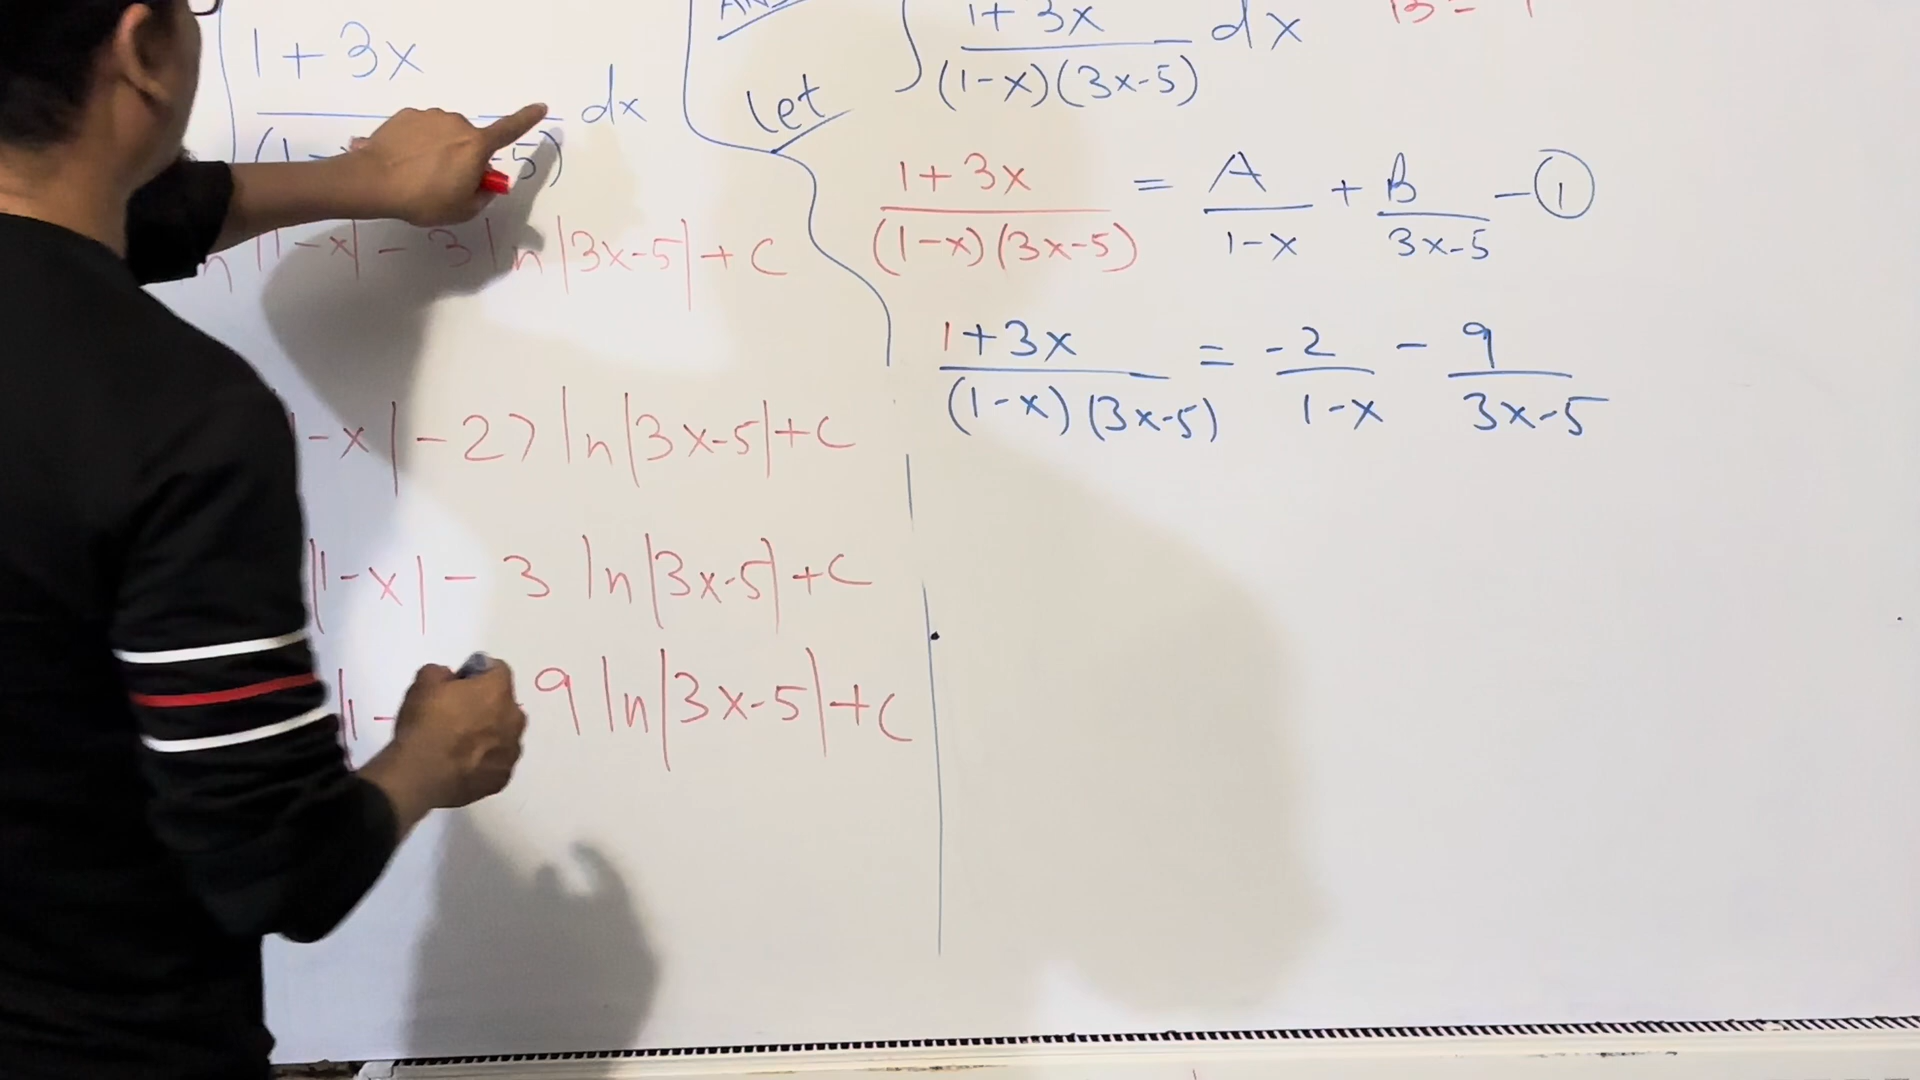 1+3x
dx
-5)
|1-x| - 3 ln|3x-5| + C
-x| - 27 ln|3x-5| + C
|1-x| - 3 ln|3x-5| + C
|1- 9 ln|3x-5| + C
∫ 1+3x / (1-x)(3x-5) dx
Let
1+3x / (1-x)(3x-5) = A / 1-x + B / 3x-5 - ①
1+3x / (1-x)(3x-5) = -2 / 1-x - 9 / 3x-5